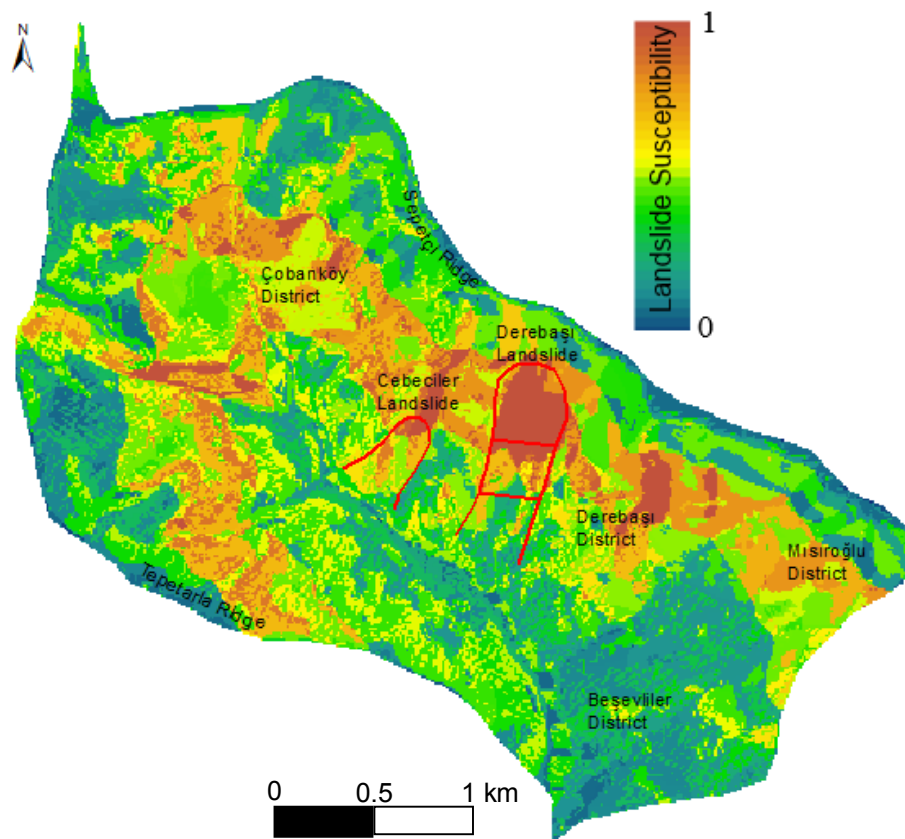 N
1
Landslide Susceptibility
0
Sepetçi Ridge
Çobanköy
District
Derebaşı
Landslide
Cebeciler
Landslide
Derebaşı
District
Mısıroğlu
District
Tepetarla Ridge
Beşevliler
District
0 0.5 1 km